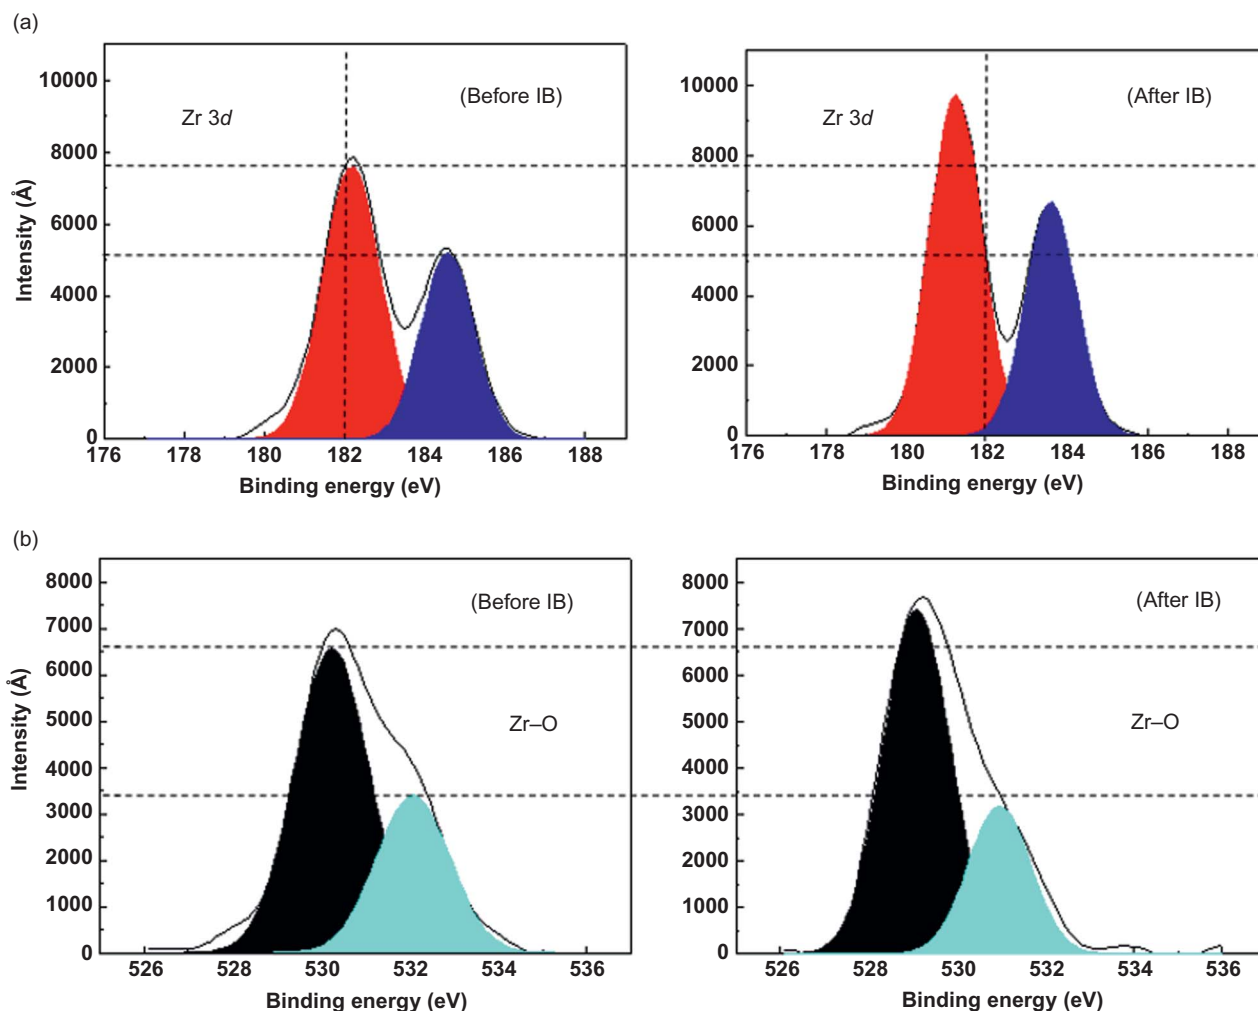 (a)
Zr 3d
(Before IB)
10000
8000
6000
4000
2000
0
Intensity (Å)
176 178 180 182 184 186 188
Binding energy (eV)
Zr 3d
(After IB)
10000
8000
6000
4000
2000
0
176 178 180 182 184 186 188
Binding energy (eV)
(b)
(Before IB)
Zr–O
8000
7000
6000
5000
4000
3000
2000
1000
0
Intensity (Å)
526 528 530 532 534 536
Binding energy (eV)
(After IB)
Zr–O
8000
7000
6000
5000
4000
3000
2000
1000
0
526 528 530 532 534 536
Binding energy (eV)